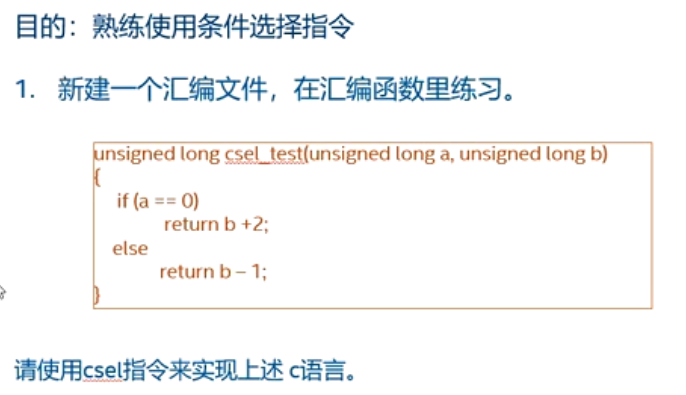 目的：熟练使用条件选择指令
1. 新建一个汇编文件，在汇编函数里练习。
unsigned long csel_test(unsigned long a, unsigned long b)
{
if (a == 0)
return b +2;
else
return b – 1;
}
请使用csel指令来实现上述 c语言。